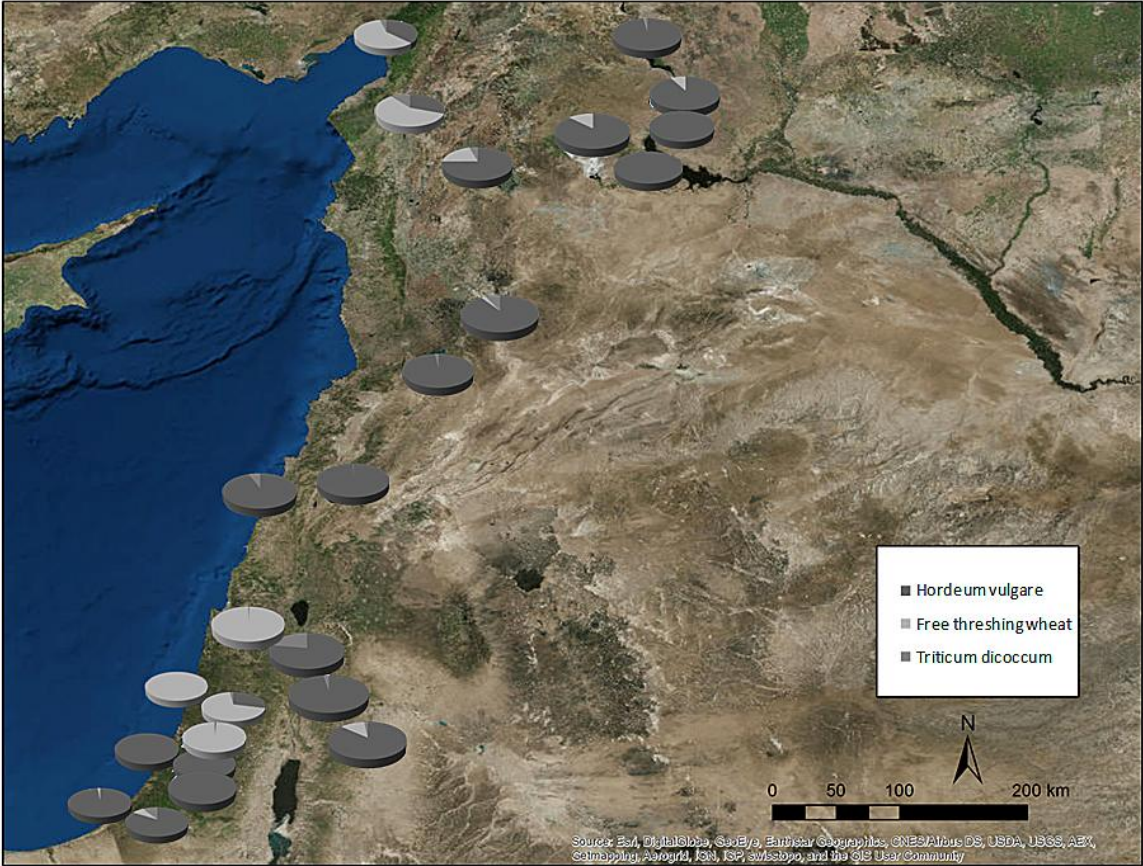 Hordeum vulgare
Free threshing wheat
Triticum dicoccum
N
0 50 100 200 km
Source: Esri, DigitalGlobe, GeoEye, Earthstar Geographics, CNES/Airbus DS, USDA, USGS, AEX,
Getmapping, Aerogrid, IGN, IGP, swisstopo, and the GIS User Community